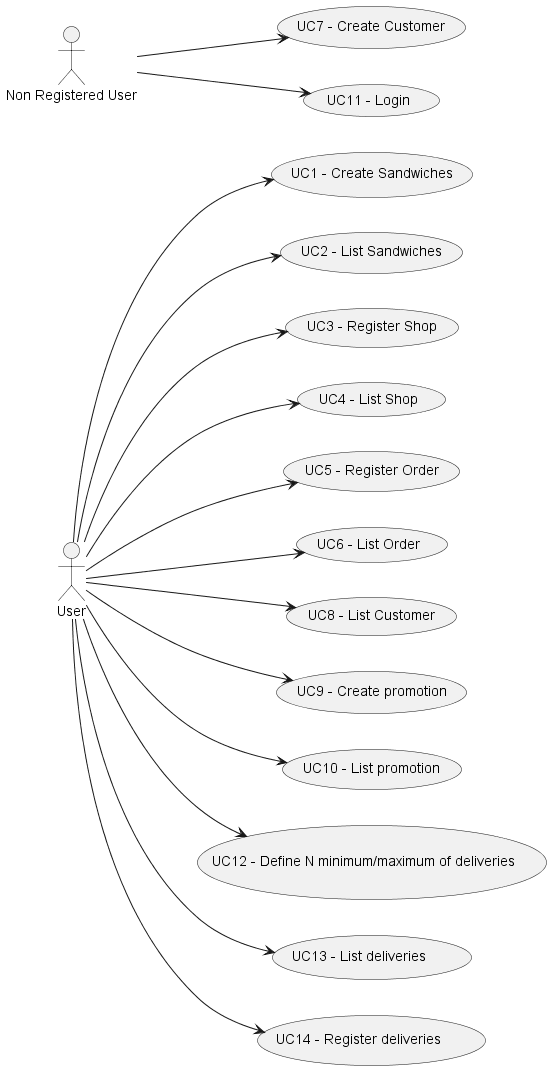 UC7 - Create Customer
Non Registered User
UC11 - Login
UC1 - Create Sandwiches
UC2 - List Sandwiches
UC3 - Register Shop
UC4 - List Shop
UC5 - Register Order
UC6 - List Order
User
UC8 - List Customer
UC9 - Create promotion
UC10 - List promotion
UC12 - Define N minimum/maximum of deliveries
UC13 - List deliveries
UC14 - Register deliveries